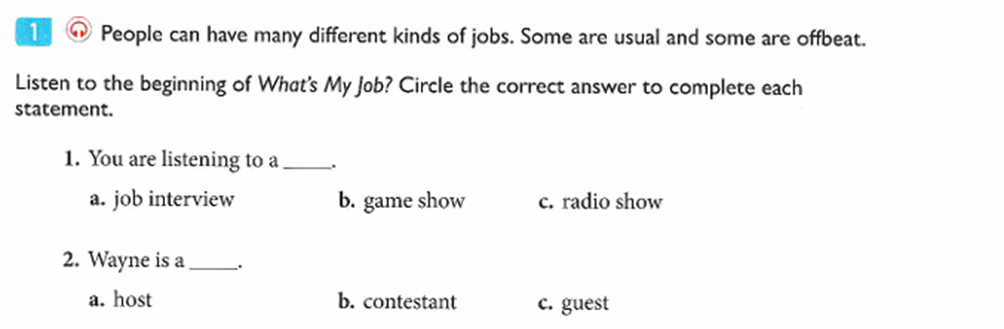 1 People can have many different kinds of jobs. Some are usual and some are offbeat.
Listen to the beginning of What's My Job? Circle the correct answer to complete each
statement.
1. You are listening to a _____.
a. job interview b. game show c. radio show
2. Wayne is a _____.
a. host b. contestant c. guest